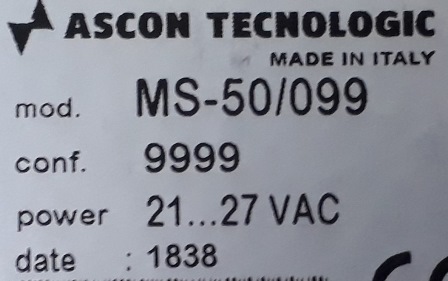 ASCON TECNOLOGIC
MADE IN ITALY
mod. MS-50/099
conf. 9999
power 21...27 VAC
date : 1838